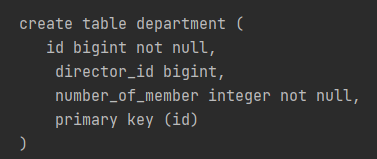 create table department (
   id bigint not null,
    director_id bigint,
    number_of_member integer not null,
    primary key (id)
)